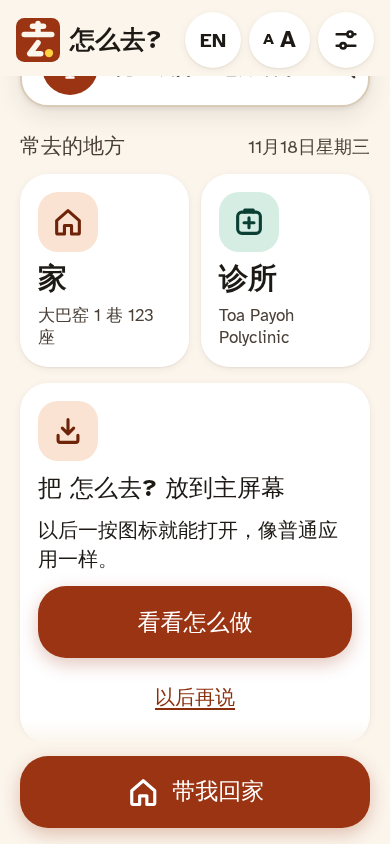 去
怎么去?
EN
A A
常去的地方
11月18日星期三
家
大巴窑 1 巷 123
座
诊所
Toa Payoh
Polyclinic
把 怎么去? 放到主屏幕
以后一按图标就能打开，像普通应
用一样。
看看怎么做
以后再说
带我回家